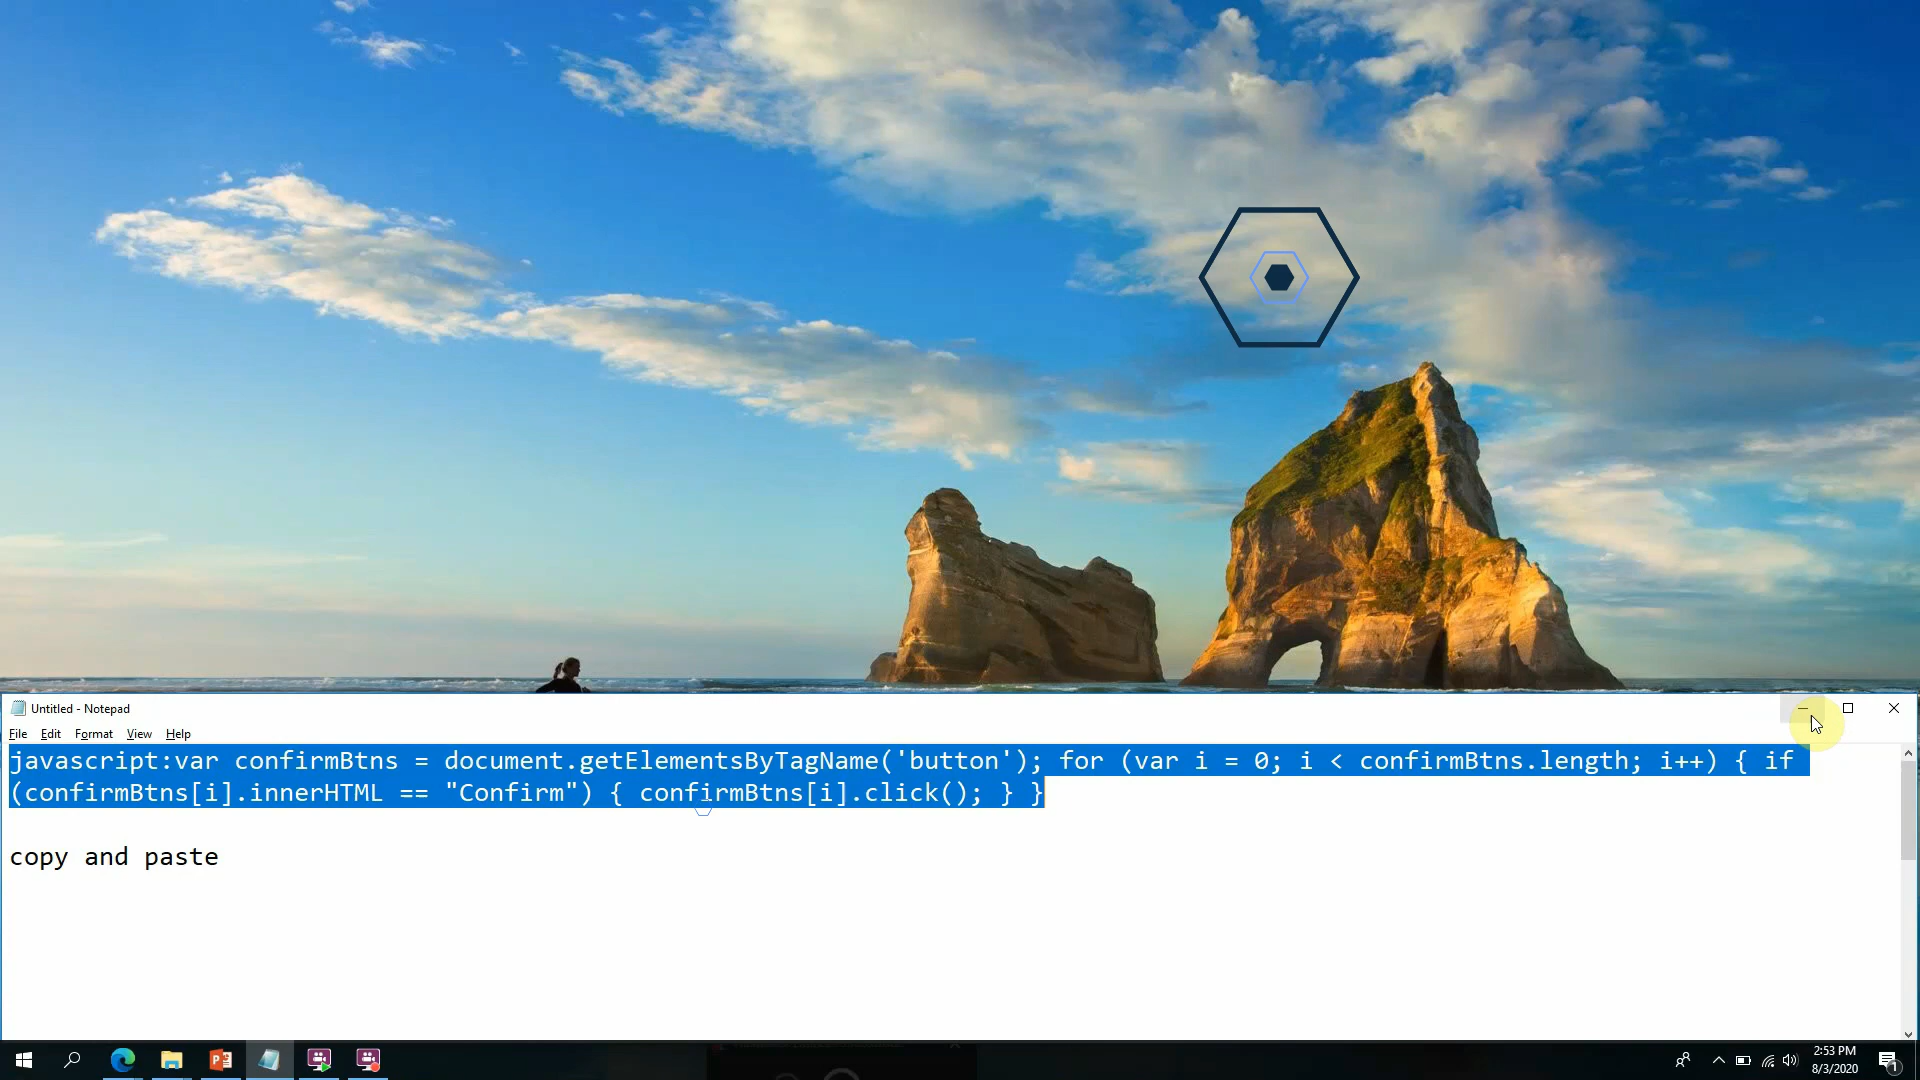 Untitled - Notepad
File Edit Format View Help
javascript:var confirmBtns = document.getElementsByTagName('button'); for (var i = 0; i < confirmBtns.length; i++) { if
(confirmBtns[i].innerHTML == "Confirm") { confirmBtns[i].click(); } }
copy and paste
2:53 PM
8/3/2020
1